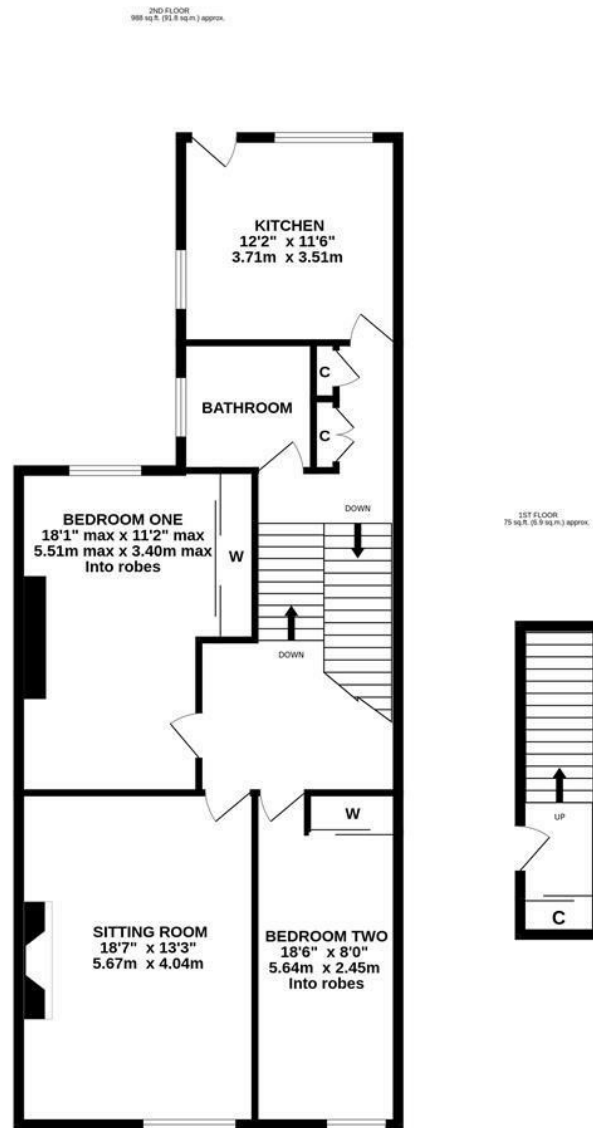 2ND FLOOR
988 sq.ft. (91.8 sq.m.) approx.
KITCHEN
12'2" x 11'6"
3.71m x 3.51m
C
BATHROOM
C
BEDROOM ONE
18'1" max x 11'2" max
5.51m max x 3.40m max
Into robes
W
DOWN
DOWN
1ST FLOOR
75 sq.ft. (6.9 sq.m.) approx.
UP
C
W
SITTING ROOM
18'7" x 13'3"
5.67m x 4.04m
BEDROOM TWO
18'6" x 8'0"
5.64m x 2.45m
Into robes